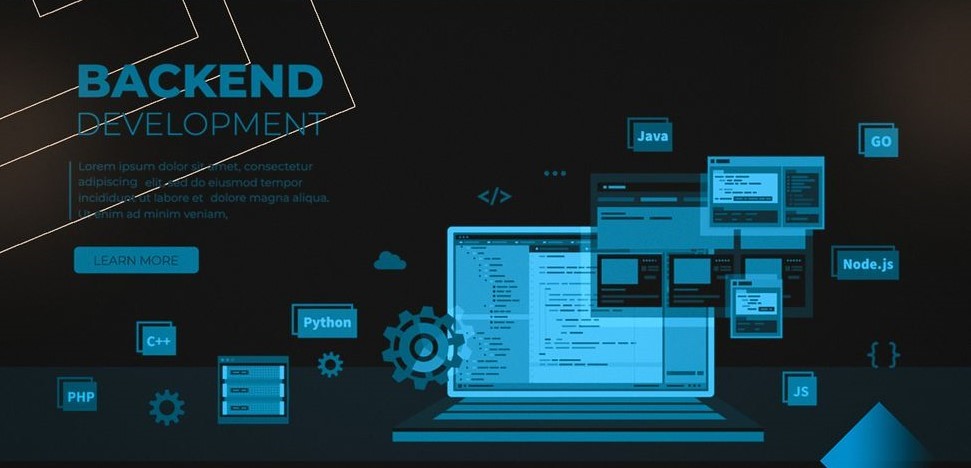 BACKEND
DEVELOPMENT
Lorem ipsum dolor sit amet, consectetur
adipiscing elit, sed do eiusmod tempor
incididunt ut labore et dolore magna aliqua.
Ut enim ad minim veniam,
LEARN MORE
Java
GO
</>
Node.js
Python
C++
{ }
JS
PHP